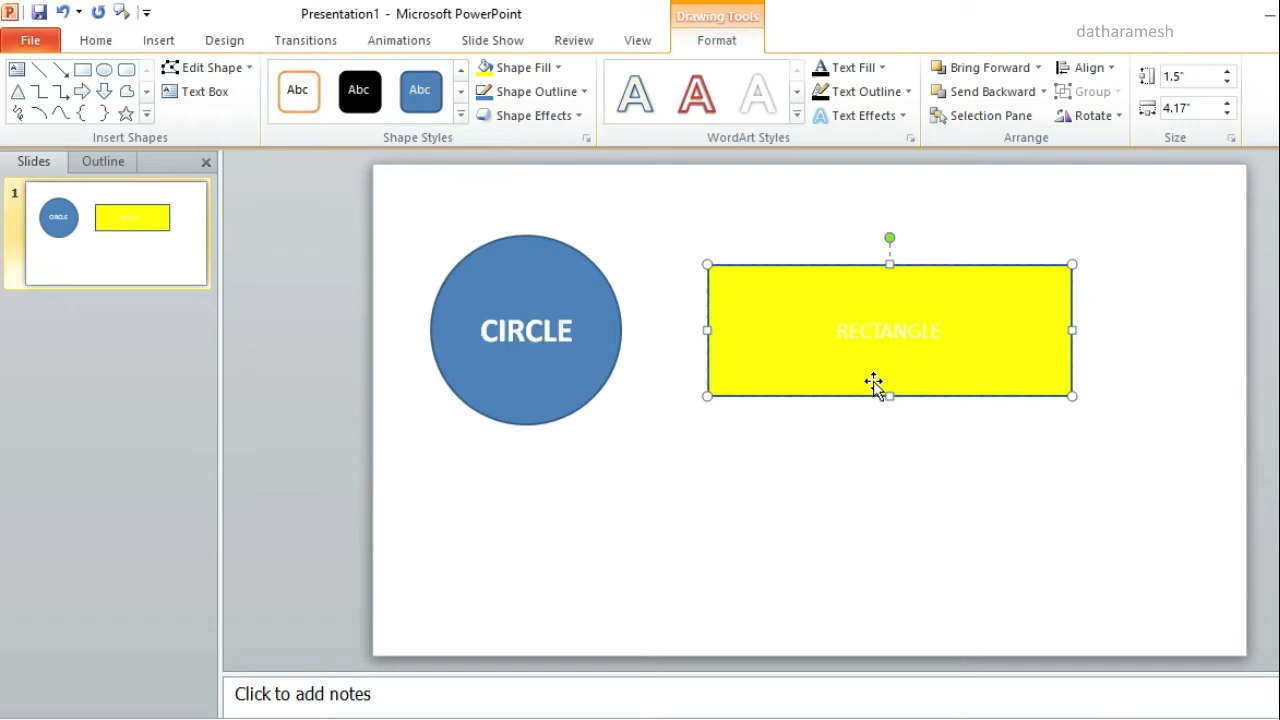 Presentation1 - Microsoft PowerPoint
Drawing Tools
datharamesh
File Home Insert Design Transitions Animations Slide Show Review View Format
Edit Shape
Text Box
Insert Shapes
Abc Abc Abc
Shape Fill
Shape Outline
Shape Effects
Shape Styles
A A A
Text Fill
Text Outline
Text Effects
WordArt Styles
Bring Forward
Send Backward
Selection Pane
Align
Group
Rotate
Arrange
1.5"
4.17"
Size
Slides Outline
1
CIRCLE
CIRCLE
RECTANGLE
Click to add notes